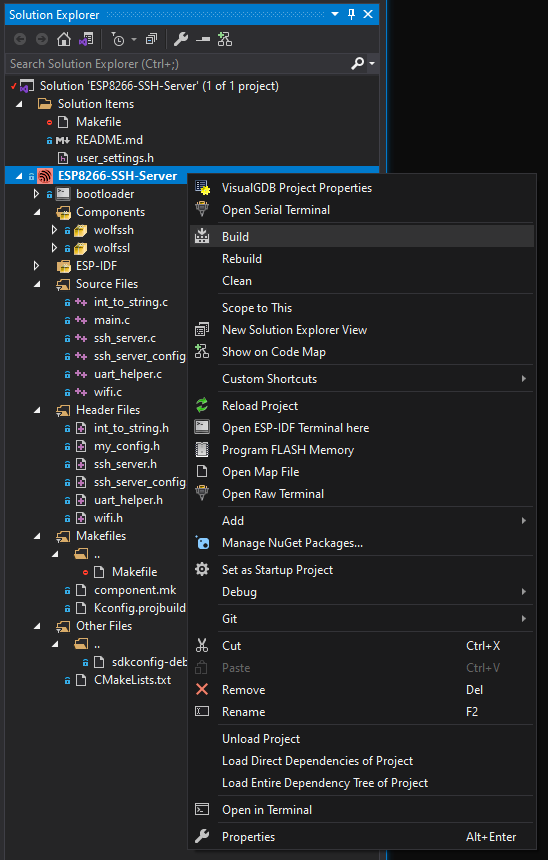 Solution Explorer
Search Solution Explorer (Ctrl+;)
Solution 'ESP8266-SSH-Server' (1 of 1 project)
Solution Items
Makefile
README.md
user_settings.h
ESP8266-SSH-Server
bootloader
Components
wolfssh
wolfssl
ESP-IDF
Source Files
int_to_string.c
main.c
ssh_server.c
ssh_server_config
uart_helper.c
wifi.c
Header Files
int_to_string.h
my_config.h
ssh_server.h
ssh_server_config
uart_helper.h
wifi.h
Makefiles
..
Makefile
component.mk
Kconfig.projbuild
Other Files
..
sdkconfig-deb
CMakeLists.txt
VisualGDB Project Properties
Open Serial Terminal
Build
Rebuild
Clean
Scope to This
New Solution Explorer View
Show on Code Map
Custom Shortcuts
Reload Project
Open ESP-IDF Terminal here
Program FLASH Memory
Open Map File
Open Raw Terminal
Add
Manage NuGet Packages...
Set as Startup Project
Debug
Git
Cut Ctrl+X
Paste Ctrl+V
Remove Del
Rename F2
Unload Project
Load Direct Dependencies of Project
Load Entire Dependency Tree of Project
Open in Terminal
Properties Alt+Enter